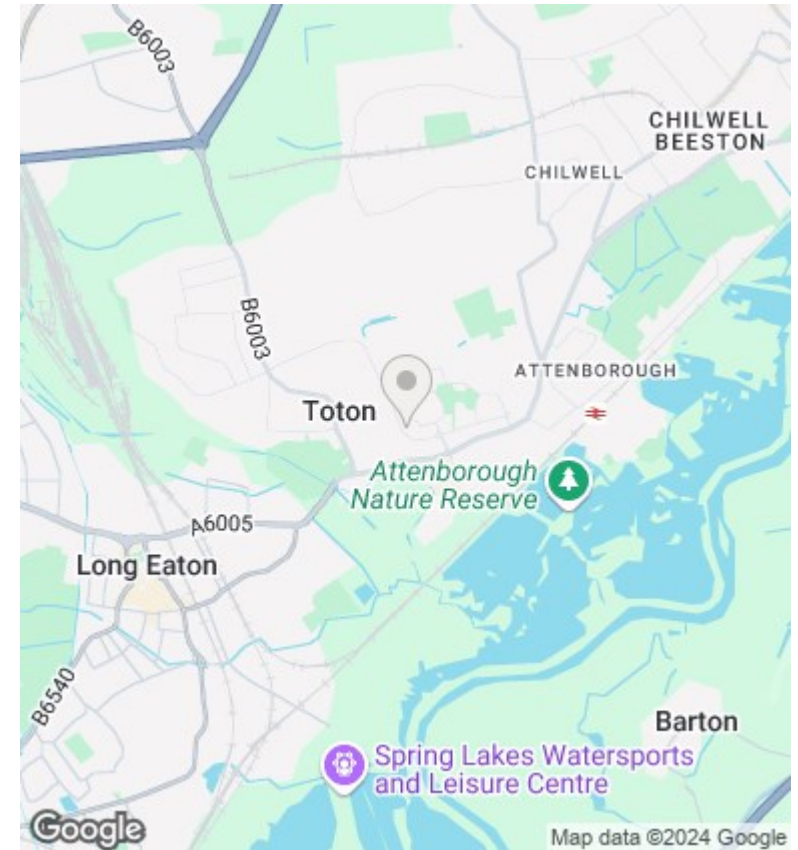 B6003
CHILWELL
BEESTON
CHILWELL
B6003
ATTENBOROUGH
Toton
Attenborough
Nature Reserve
A6005
Long Eaton
B6540
Barton
Spring Lakes Watersports
and Leisure Centre
Google
Map data ©2024 Google